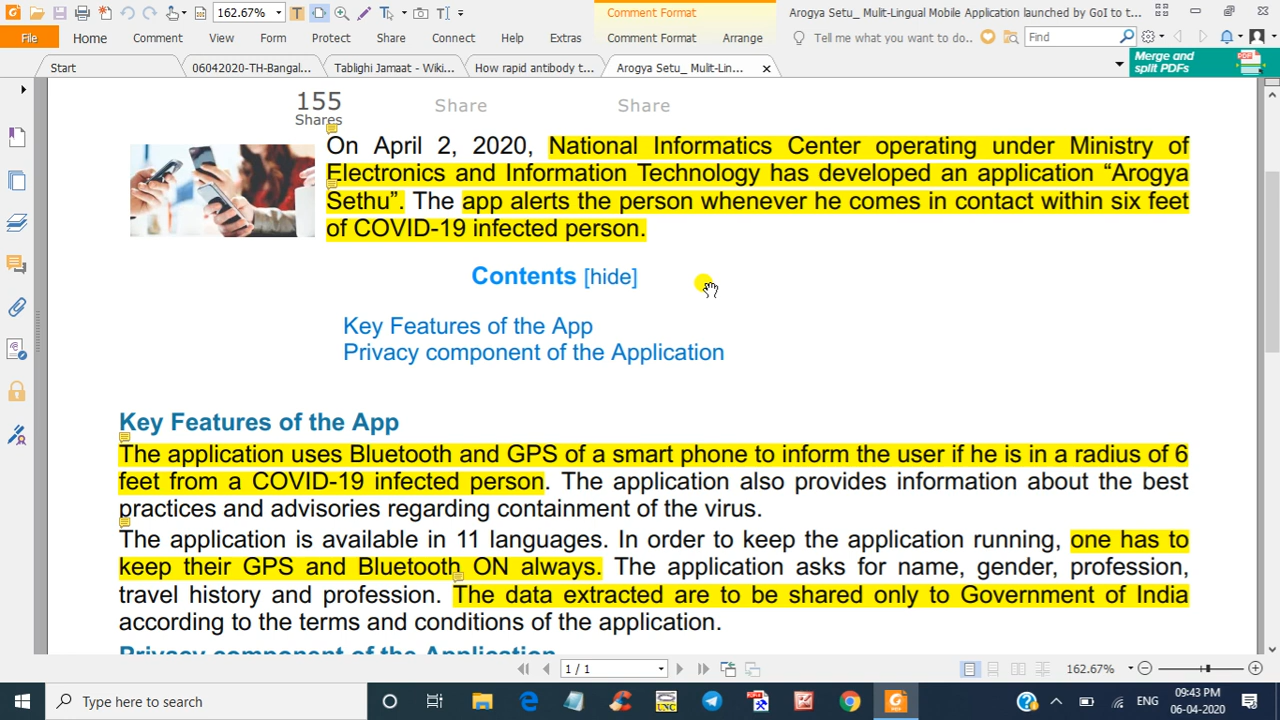 162.67%
Comment Format
Arogya Setu_ Mulit-Lingual Mobile Application launched by GoI to t...
File Home Comment View Form Protect Share Connect Help Extras Comment Format Arrange Tell me what you want to do.. Find
Start 06042020-TH-Bangal... Tablighi Jamaat - Wiki... How rapid antibody t... Arogya Setu_ Mulit-Lin...
Merge and
split PDFs
155 Share Share
Shares
On April 2, 2020, National Informatics Center operating under Ministry of
Electronics and Information Technology has developed an application “Arogya
Sethu”. The app alerts the person whenever he comes in contact within six feet
of COVID-19 infected person.
Contents [hide]
Key Features of the App
Privacy component of the Application
Key Features of the App
The application uses Bluetooth and GPS of a smart phone to inform the user if he is in a radius of 6
feet from a COVID-19 infected person. The application also provides information about the best
practices and advisories regarding containment of the virus.
The application is available in 11 languages. In order to keep the application running, one has to
keep their GPS and Bluetooth ON always. The application asks for name, gender, profession,
travel history and profession. The data extracted are to be shared only to Government of India
according to the terms and conditions of the application.
Privacy component of the Application
1 / 1 162.67%
Type here to search
UNC
ENG
09:43 PM
06-04-2020